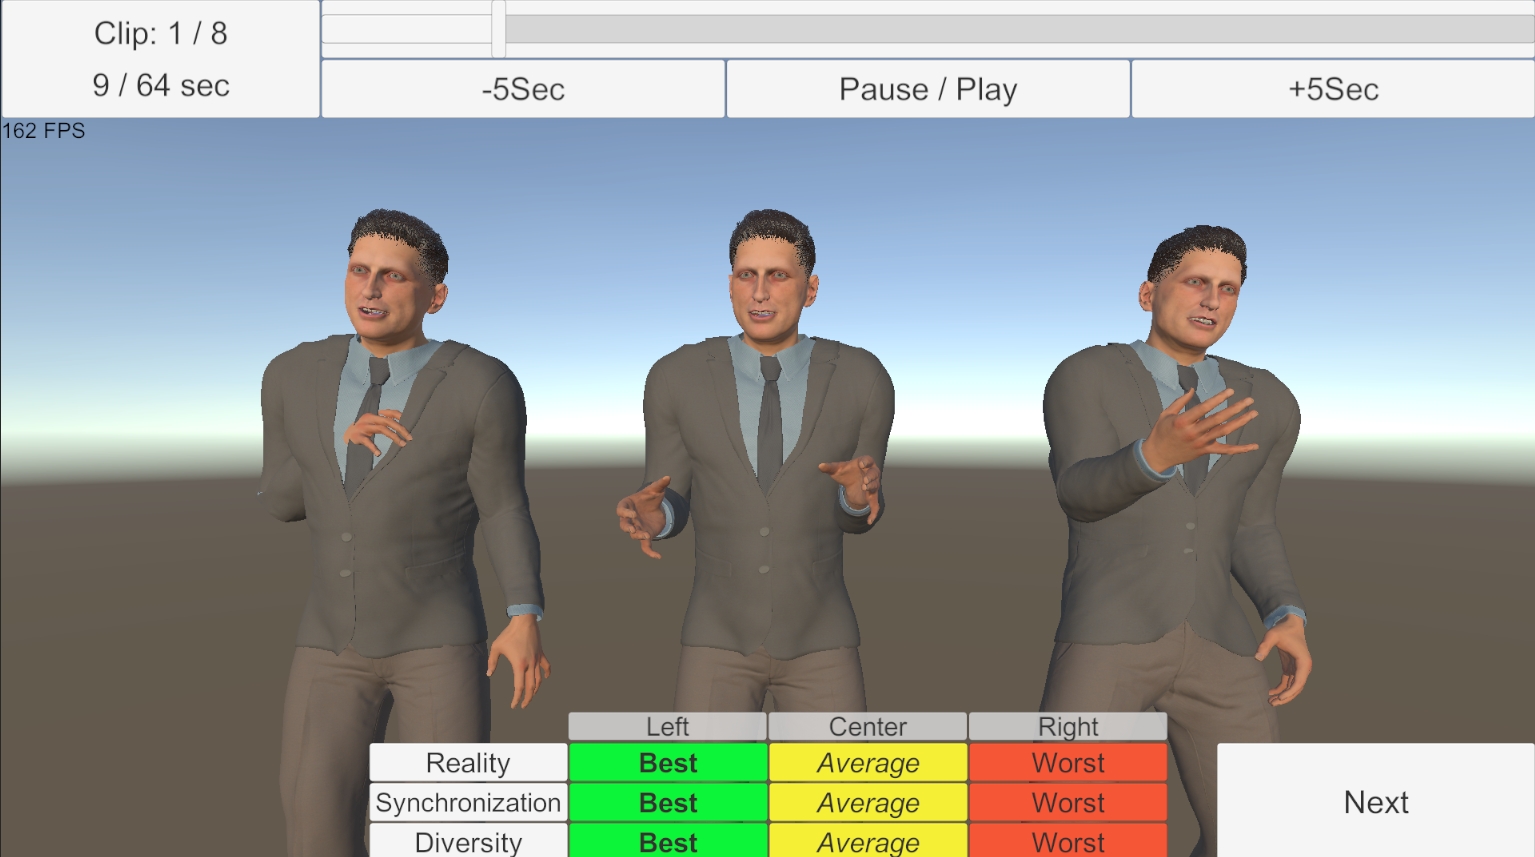 Clip: 1 / 8
9 / 64 sec
-5Sec
Pause / Play
+5Sec
162 FPS
Left
Center
Right
Reality
Best
Average
Worst
Synchronization
Best
Average
Worst
Next
Diversity
Best
Average
Worst